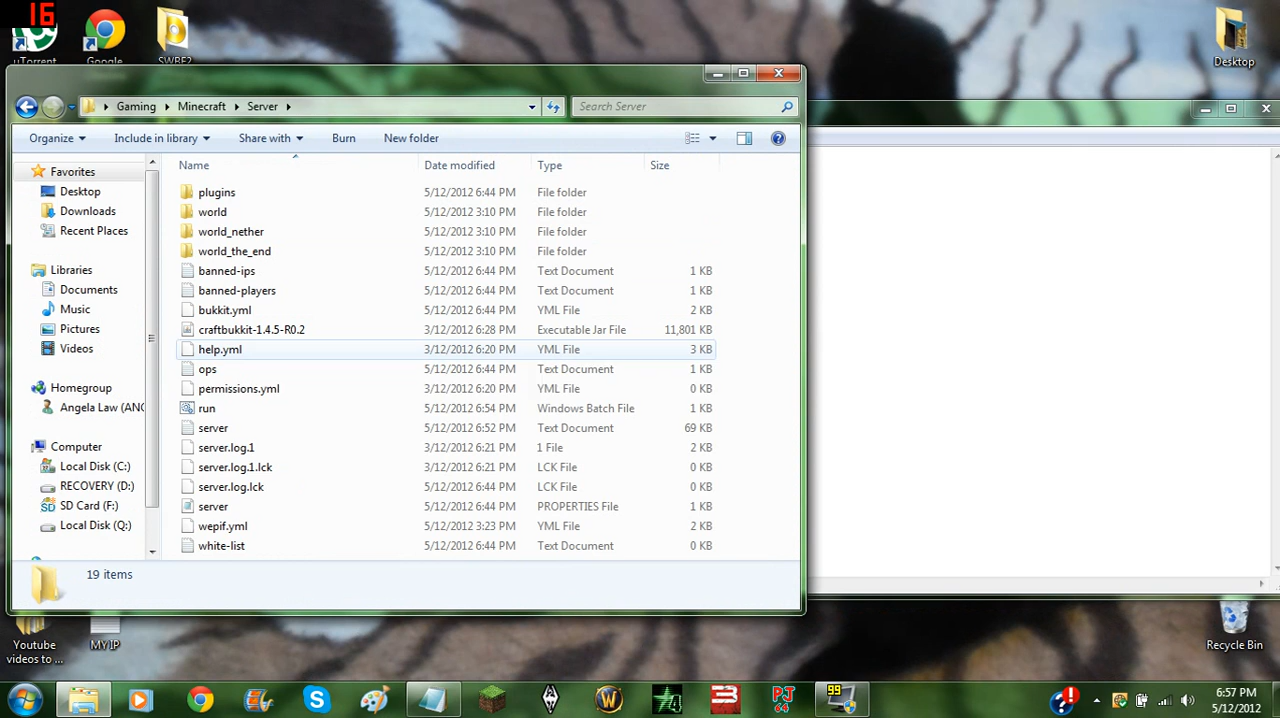 16
uTorrent
Google
SWBF2
Desktop
Gaming Minecraft Server
Search Server
Organize Include in library Share with Burn New folder
Name Date modified Type Size
Favorites
Desktop
Downloads
Recent Places
Libraries
Documents
Music
Pictures
Videos
Homegroup
Angela Law (ANG
Computer
Local Disk (C:)
RECOVERY (D:)
SD Card (F:)
Local Disk (Q:)
plugins 5/12/2012 6:44 PM File folder
world 5/12/2012 3:10 PM File folder
world_nether 5/12/2012 3:10 PM File folder
world_the_end 5/12/2012 3:10 PM File folder
banned-ips 5/12/2012 6:44 PM Text Document 1 KB
banned-players 5/12/2012 6:44 PM Text Document 1 KB
bukkit.yml 5/12/2012 6:44 PM YML File 2 KB
craftbukkit-1.4.5-R0.2 3/12/2012 6:28 PM Executable Jar File 11,801 KB
help.yml 3/12/2012 6:20 PM YML File 3 KB
ops 5/12/2012 6:44 PM Text Document 1 KB
permissions.yml 3/12/2012 6:20 PM YML File 0 KB
run 5/12/2012 6:54 PM Windows Batch File 1 KB
server 5/12/2012 6:52 PM Text Document 69 KB
server.log.1 3/12/2012 6:21 PM 1 File 2 KB
server.log.1.lck 3/12/2012 6:21 PM LCK File 0 KB
server.log.lck 5/12/2012 6:44 PM LCK File 0 KB
server 5/12/2012 6:44 PM PROPERTIES File 1 KB
wepif.yml 5/12/2012 3:23 PM YML File 2 KB
white-list 5/12/2012 6:44 PM Text Document 0 KB
19 items
Youtube
videos to ...
MY IP
Recycle Bin
3
PJ
64
99
6:57 PM
5/12/2012